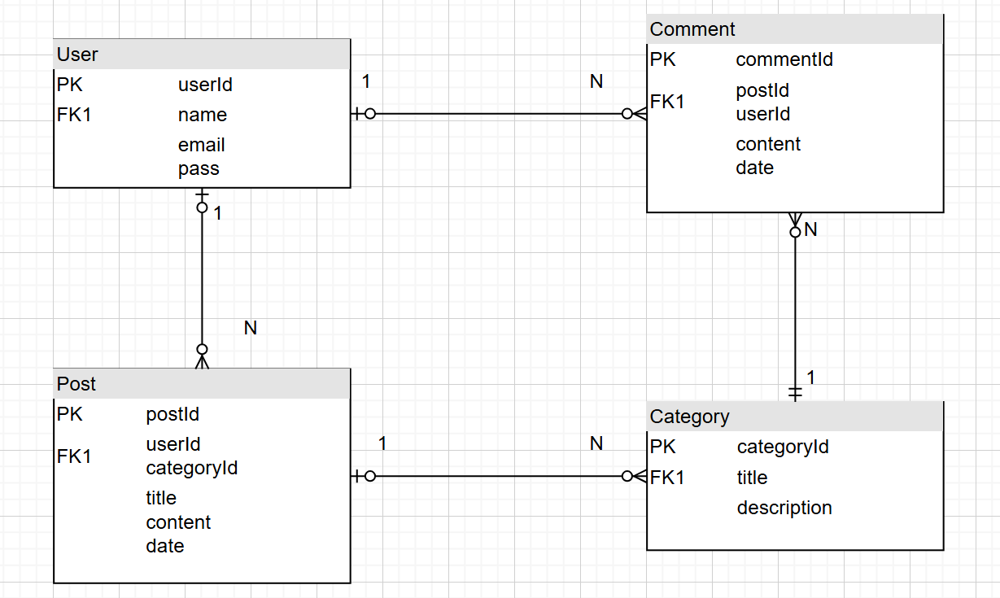 User
PK userId
FK1 name
email
pass
1
N
Comment
PK commentId
FK1 postId
userId
content
date
1
N
N
1
Post
PK postId
FK1 userId
categoryId
title
content
date
1
N
Category
PK categoryId
FK1 title
description